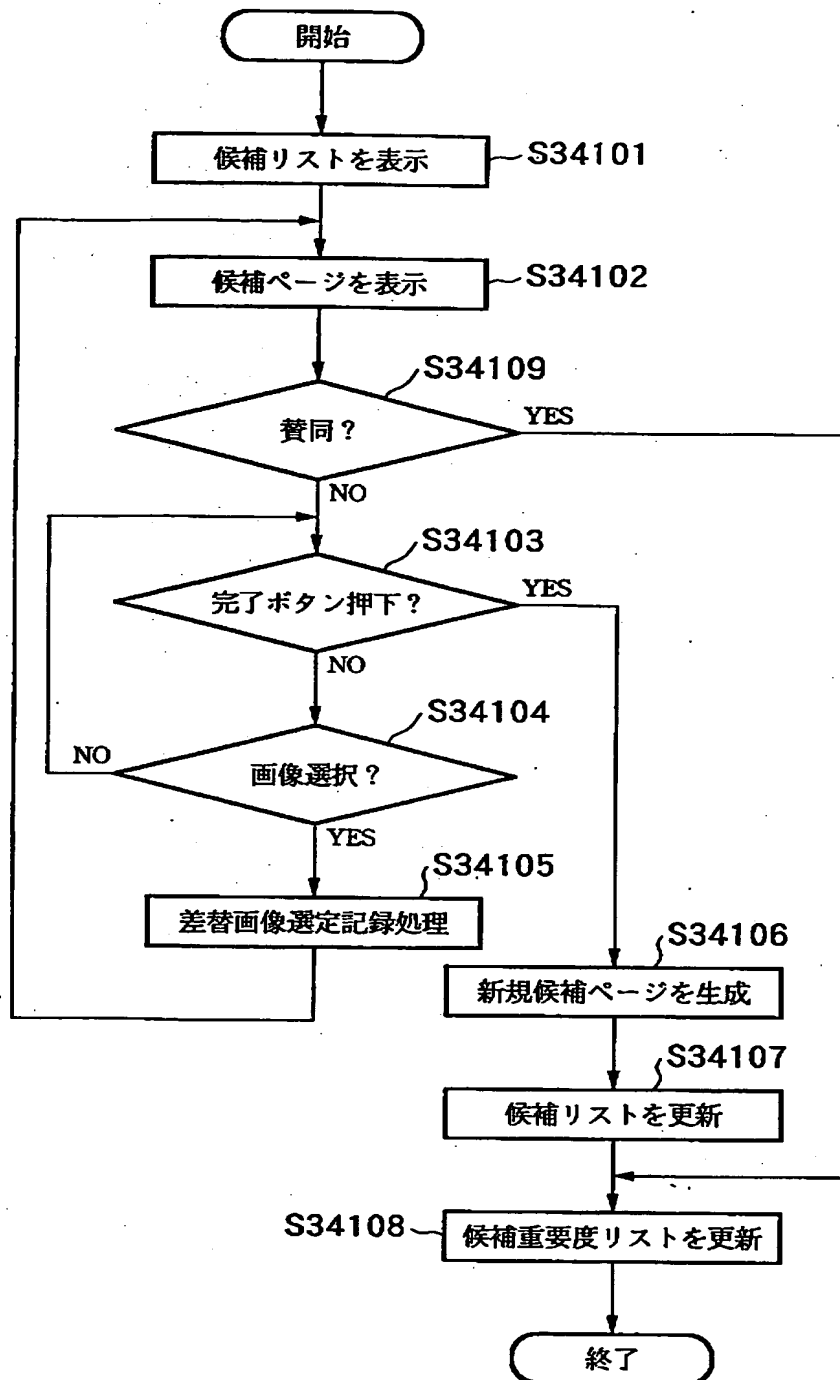 開始
候補リストを表示
S34101
候補ページを表示
S34102
S34109
賛同？
YES
NO
S34103
完了ボタン押下？
YES
NO
S34104
画像選択？
NO
YES
S34105
差替画像選定記録処理
S34106
新規候補ページを生成
S34107
候補リストを更新
S34108
候補重要度リストを更新
終了